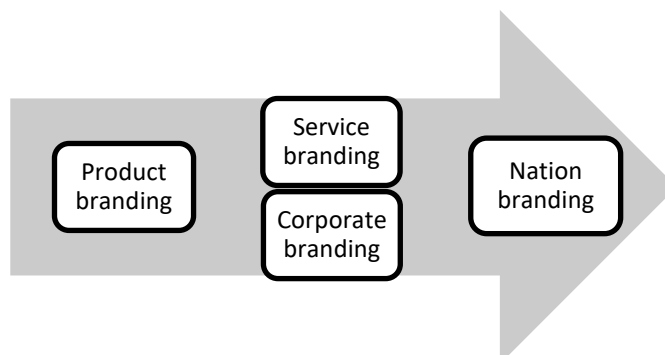 Product
branding
Service
branding
Corporate
branding
Nation
branding